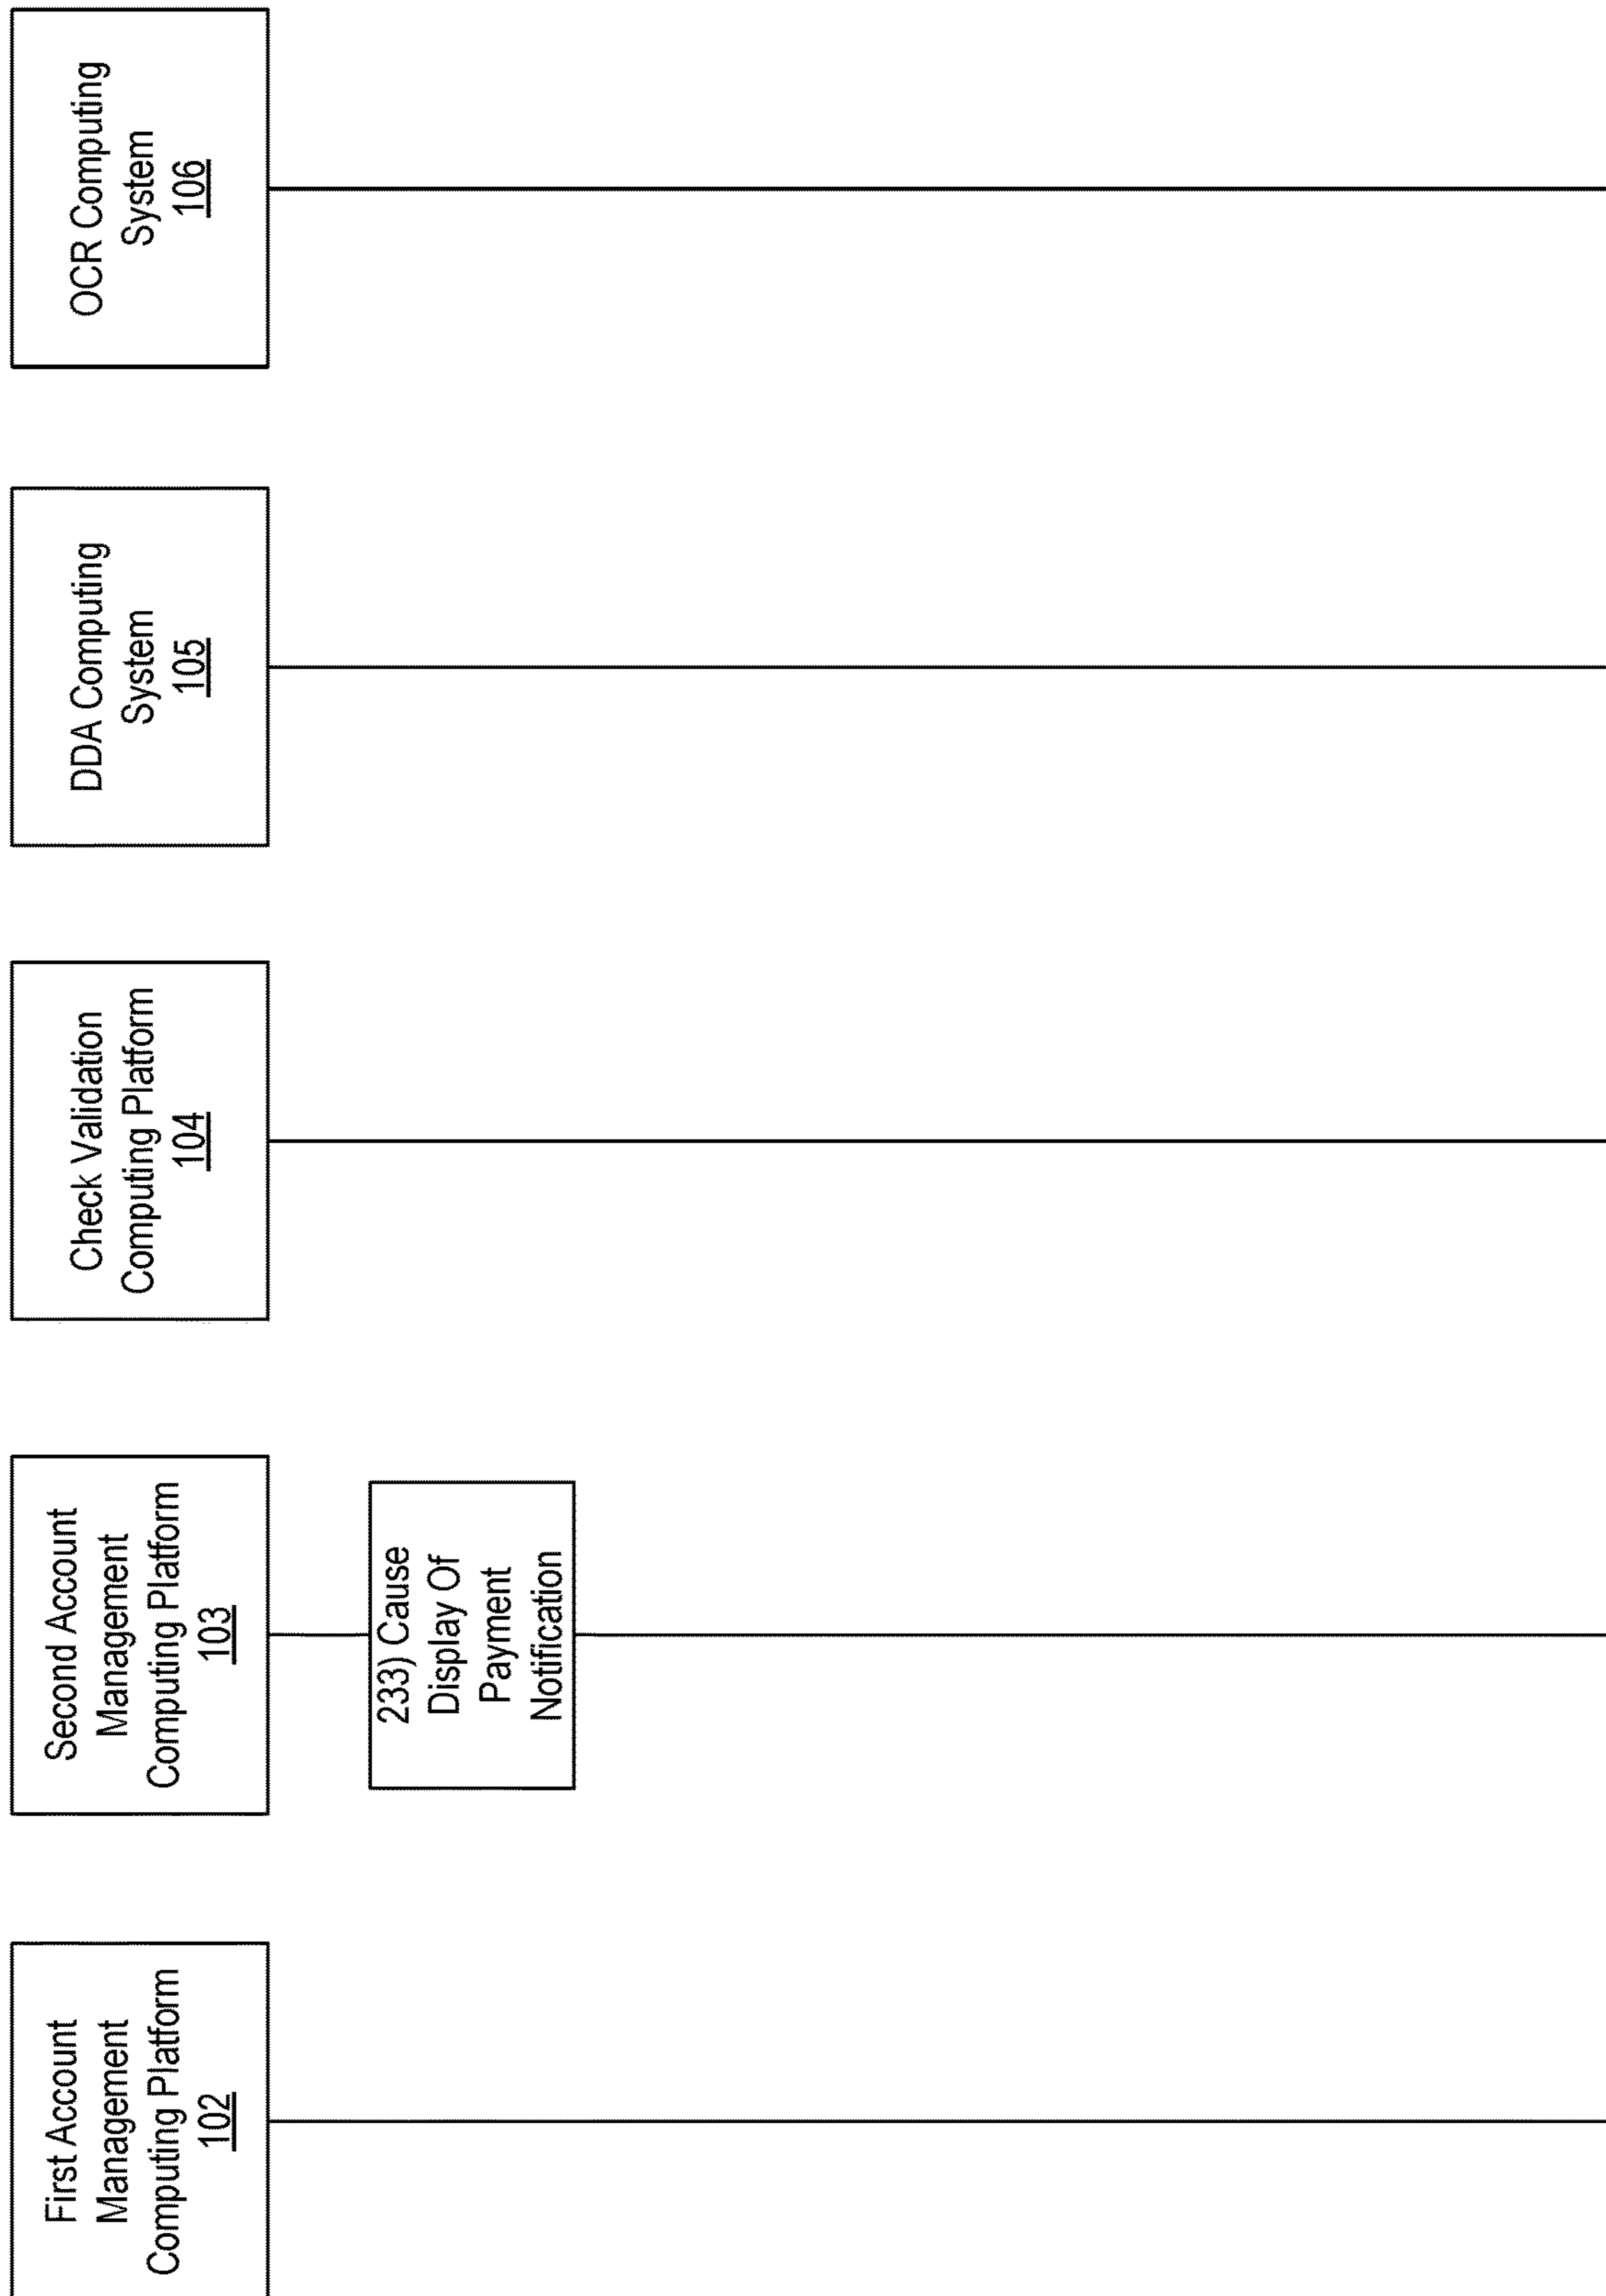 First Account
Management
Computing Platform
102
Second Account
Management
Computing Platform
103
Check Validation
Computing Platform
104
DDA Computing
System
105
OCR Computing
System
106
233) Cause
Display Of
Payment
Notification